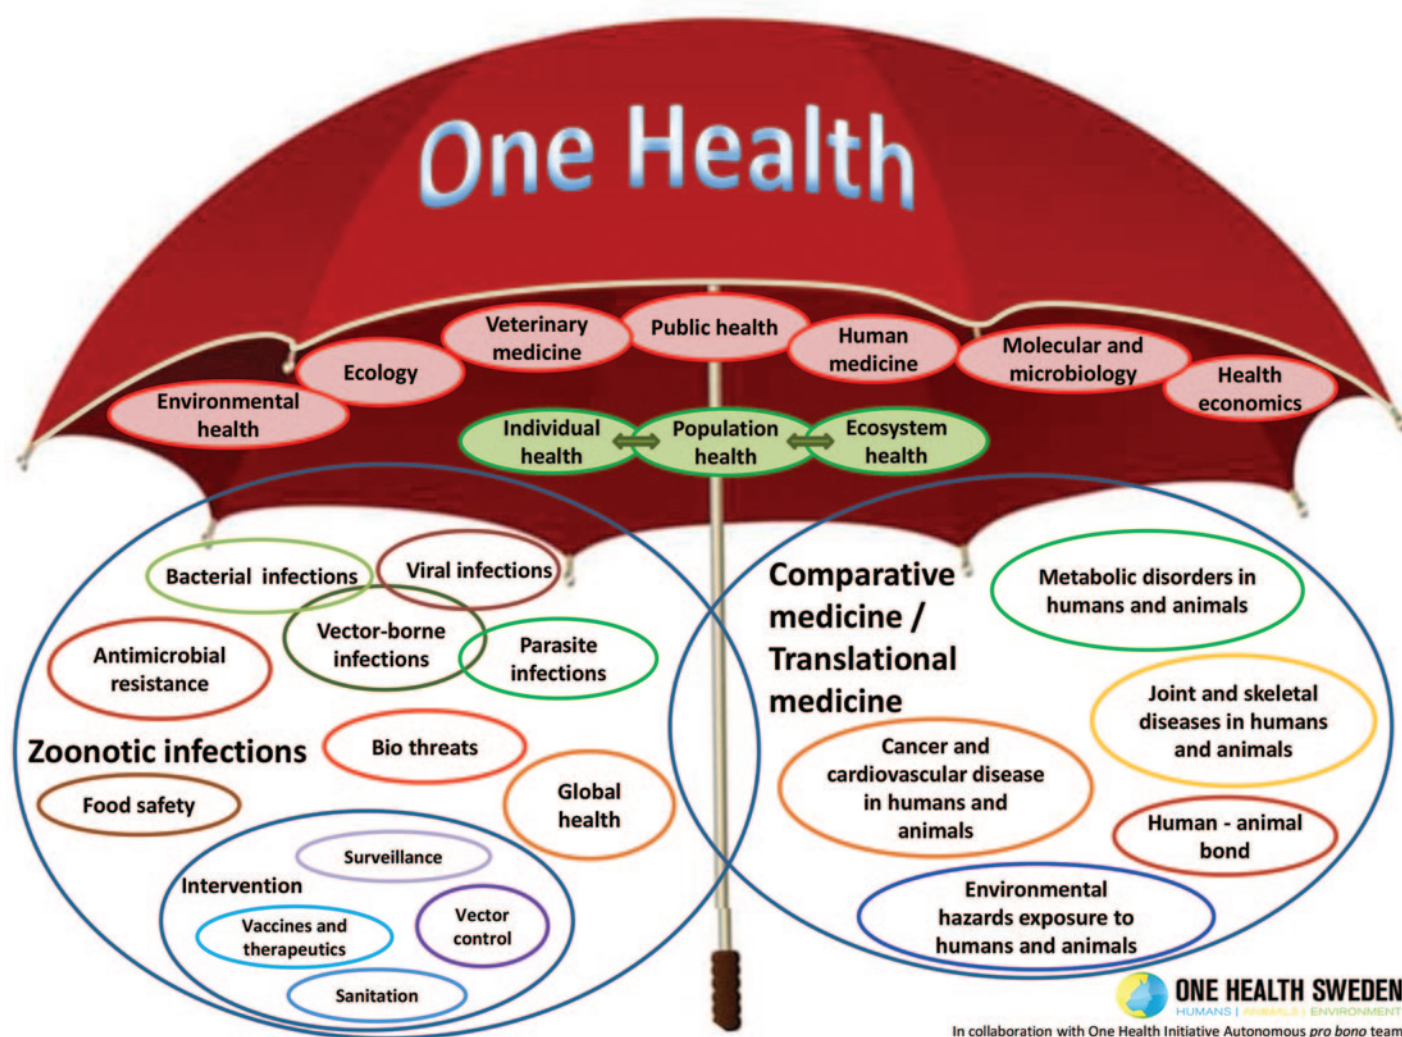 One Health
Public health
Veterinary
medicine
Human
medicine
Molecular and
microbiology
Ecology
Health
economics
Environmental
health
Individual
health
Population
health
Ecosystem
health
Bacterial infections
Viral infections
Vector-borne
infections
Parasite
infections
Antimicrobial
resistance
Zoonotic infections
Bio threats
Food safety
Global
health
Surveillance
Intervention
Vaccines and
therapeutics
Vector
control
Sanitation
Comparative
medicine /
Translational
medicine
Metabolic disorders in
humans and animals
Joint and skeletal
diseases in humans
and animals
Cancer and
cardiovascular disease
in humans and
animals
Human - animal
bond
Environmental
hazards exposure to
humans and animals
ONE HEALTH SWEDEN
HUMANS | ANIMALS | ENVIRONMENT
In collaboration with One Health Initiative Autonomous pro bono team